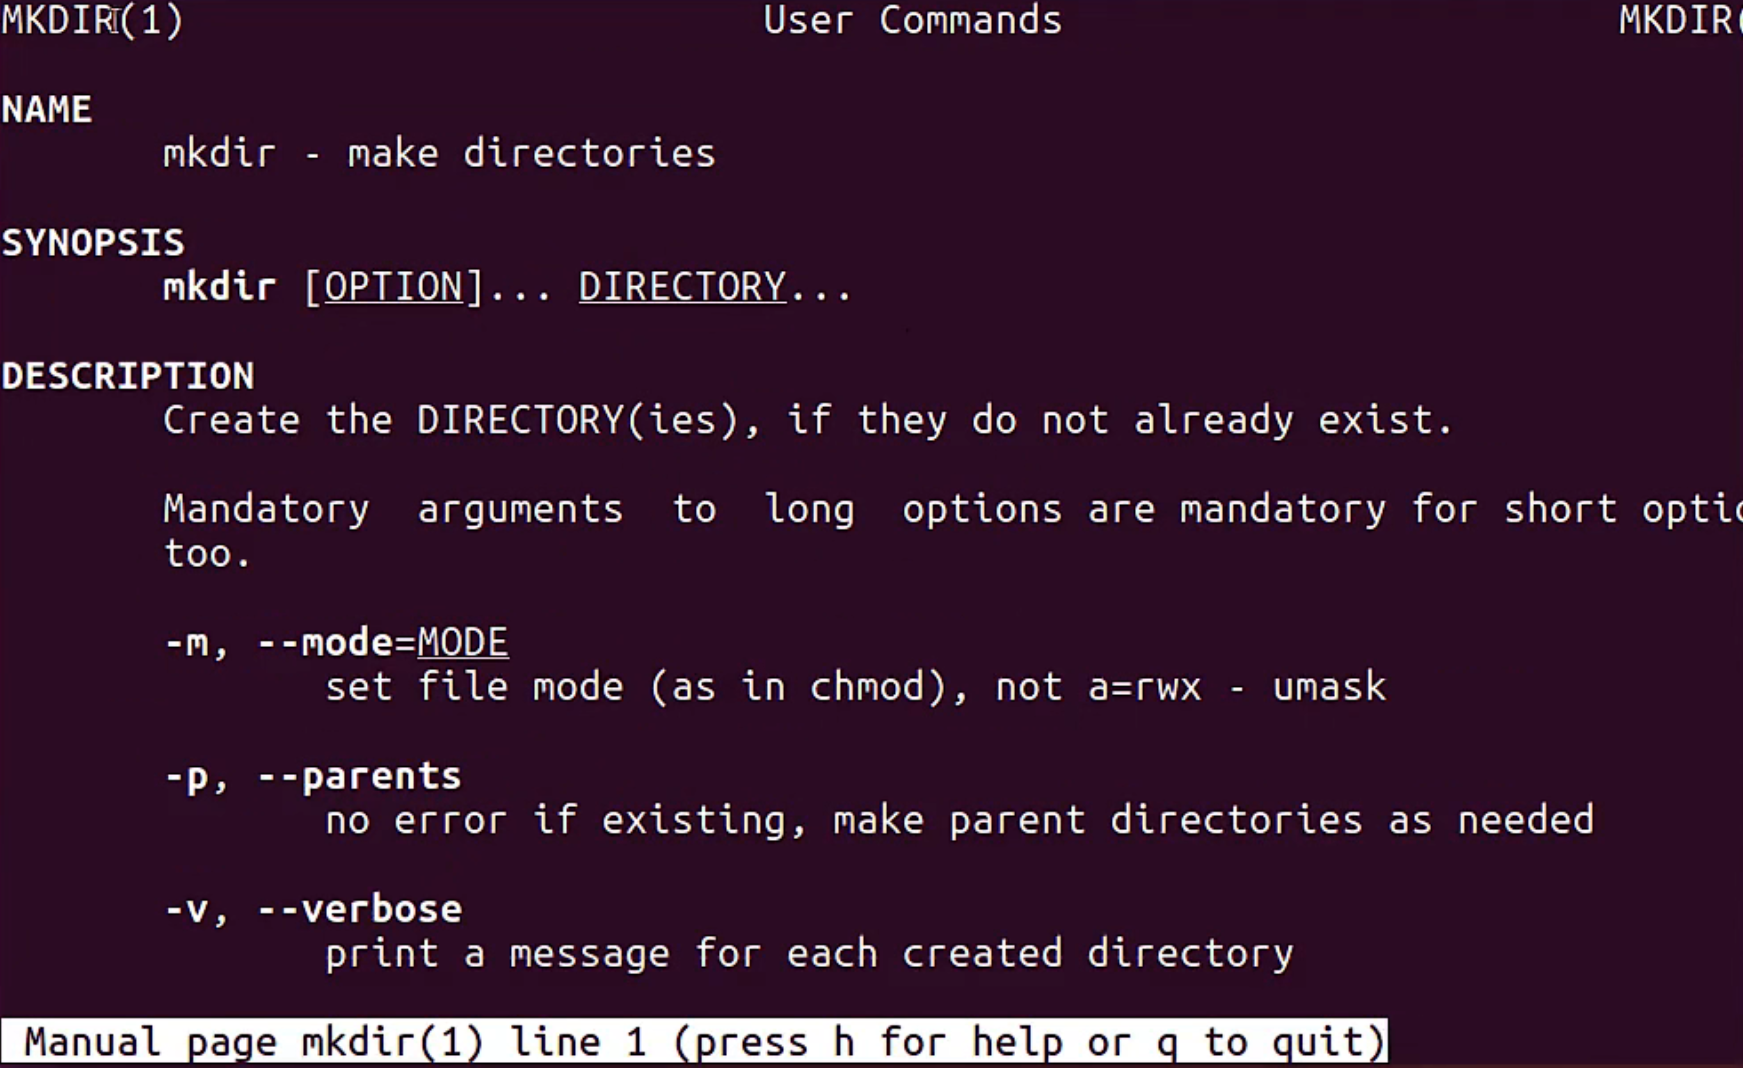 MKDIR(1) User Commands MKDIR(
NAME
mkdir - make directories
SYNOPSIS
mkdir [OPTION]... DIRECTORY...
DESCRIPTION
Create the DIRECTORY(ies), if they do not already exist.
Mandatory arguments to long options are mandatory for short optio
too.
-m, --mode=MODE
set file mode (as in chmod), not a=rwx - umask
-p, --parents
no error if existing, make parent directories as needed
-v, --verbose
print a message for each created directory
Manual page mkdir(1) line 1 (press h for help or q to quit)